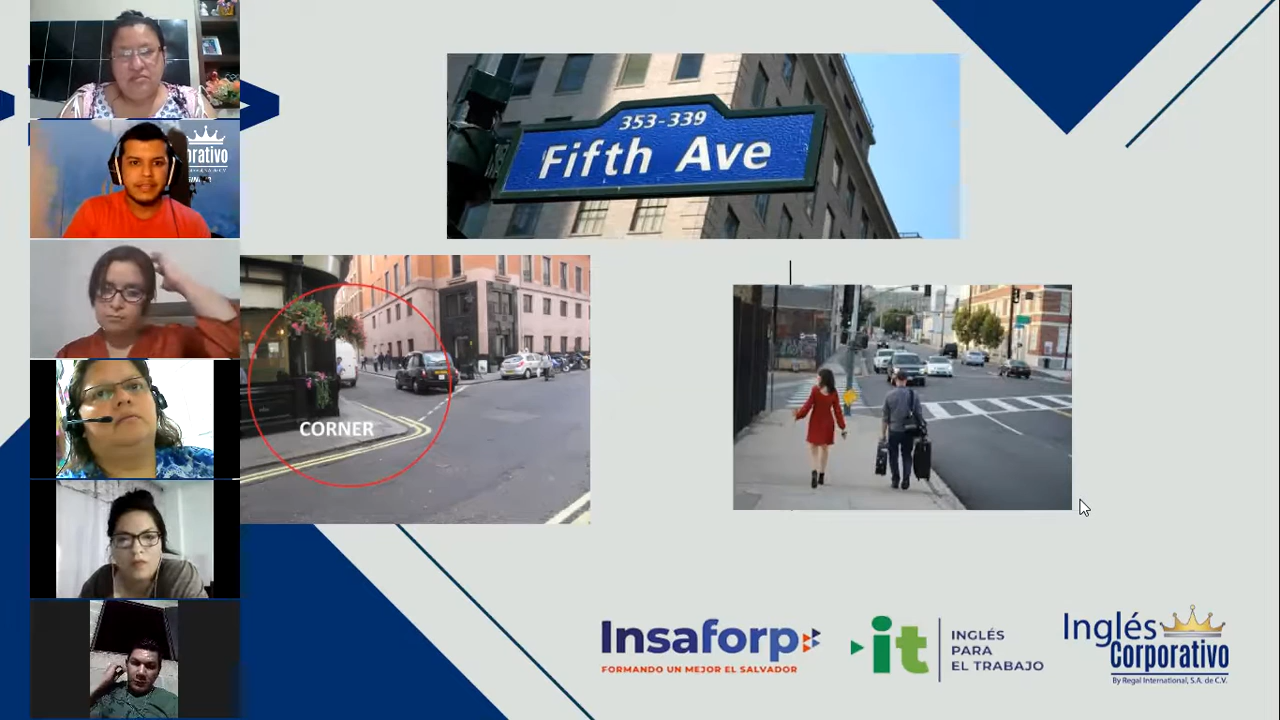 353-339
Fifth Ave
CORNER
Insaforp
FORMANDO UN MEJOR EL SALVADOR
it
INGLÉS
PARA
EL TRABAJO
Inglés
Corporativo
By Regal International, S.A. de C.V.
orativo